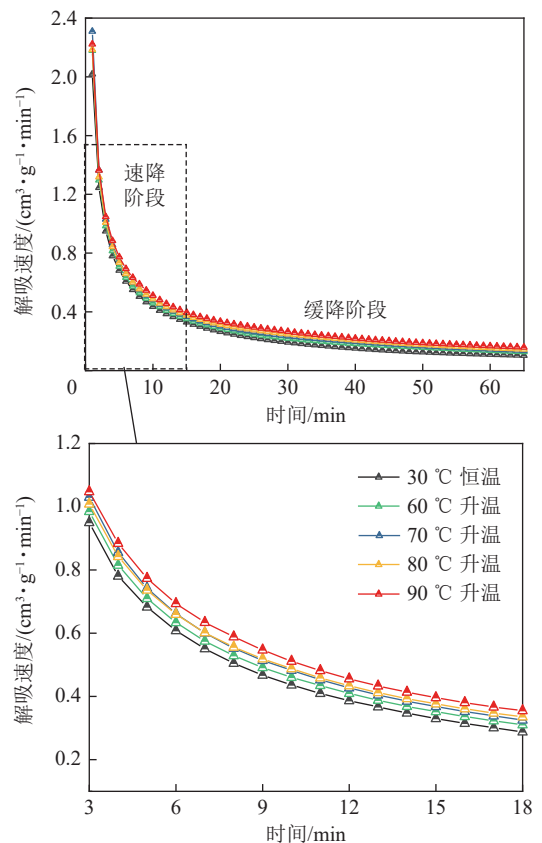 2.4
2.0
1.6
1.2
0.8
0.4
解吸速度/(cm³·g⁻¹·min⁻¹)
速降
阶段
缓降阶段
0 10 20 30 40 50 60
时间/min
1.2
1.0
0.8
0.6
0.4
0.2
解吸速度/(cm³·g⁻¹·min⁻¹)
30 ℃ 恒温
60 ℃ 升温
70 ℃ 升温
80 ℃ 升温
90 ℃ 升温
3 6 9 12 15 18
时间/min